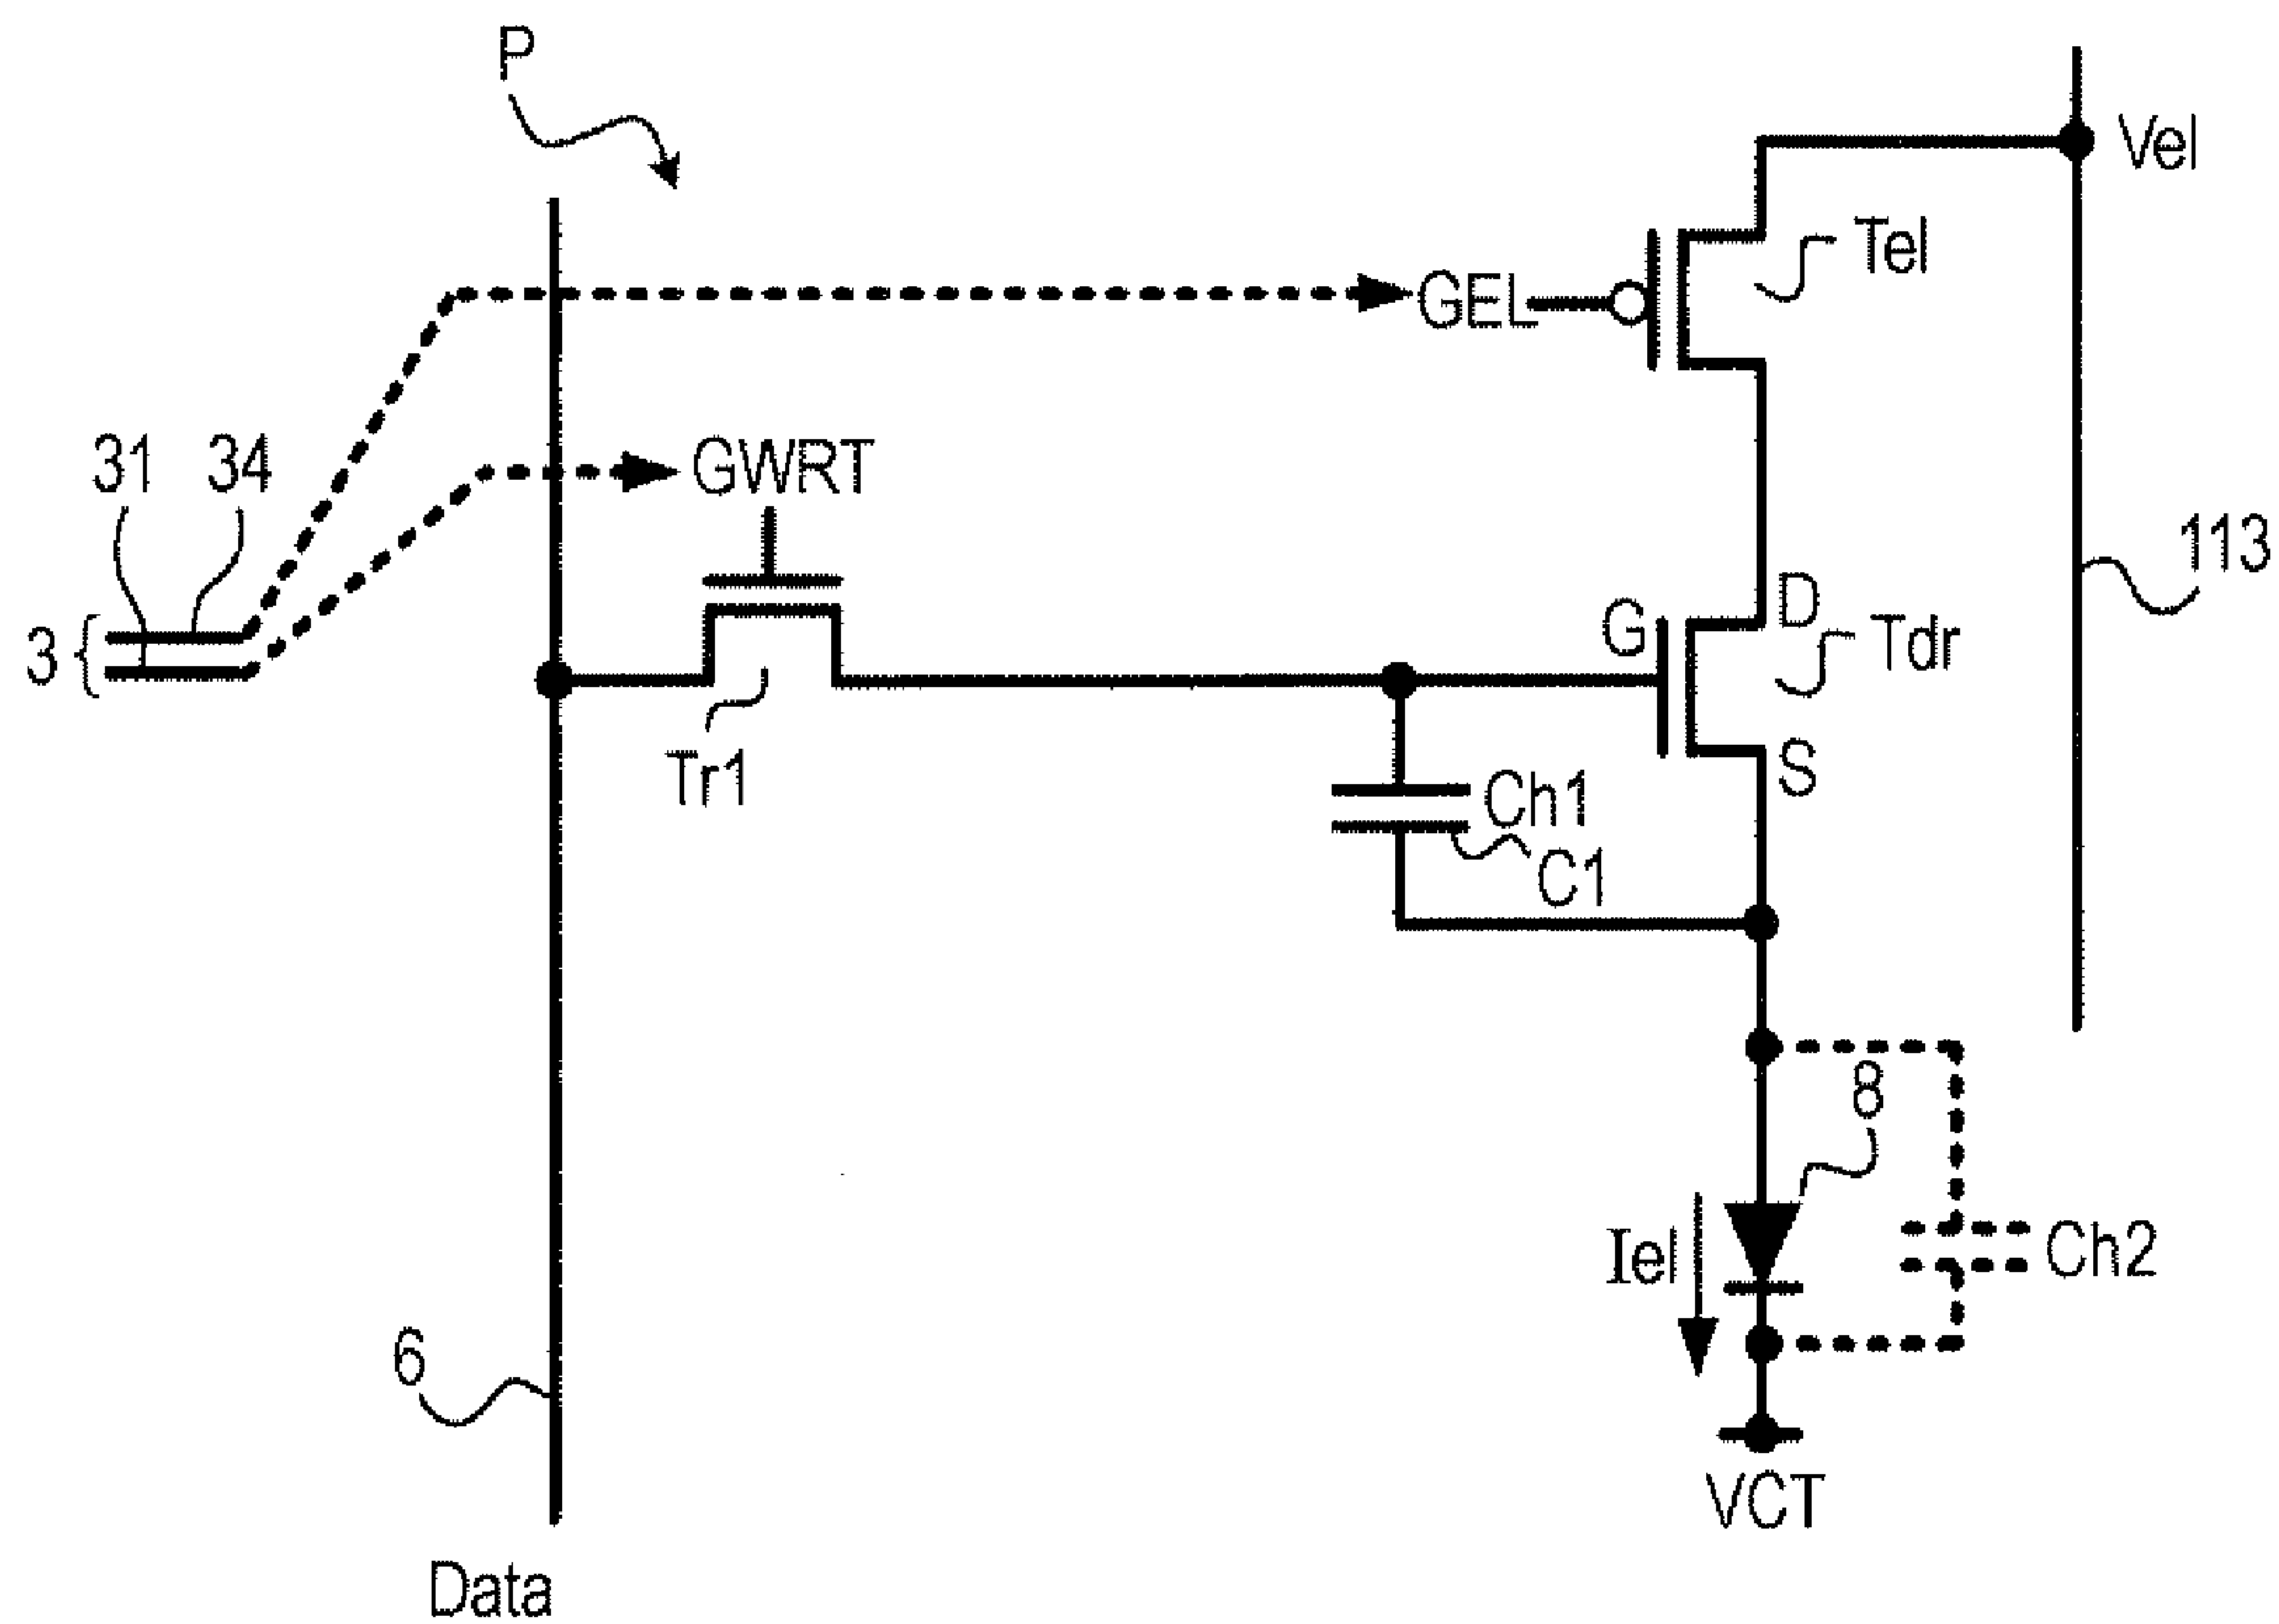 P
Vel
Tel
GEL
31
34
GWRT
113
3 {
G
D
Tdr
Tr1
S
Ch1
C1
8
Iel
Ch2
6
VCT
Data